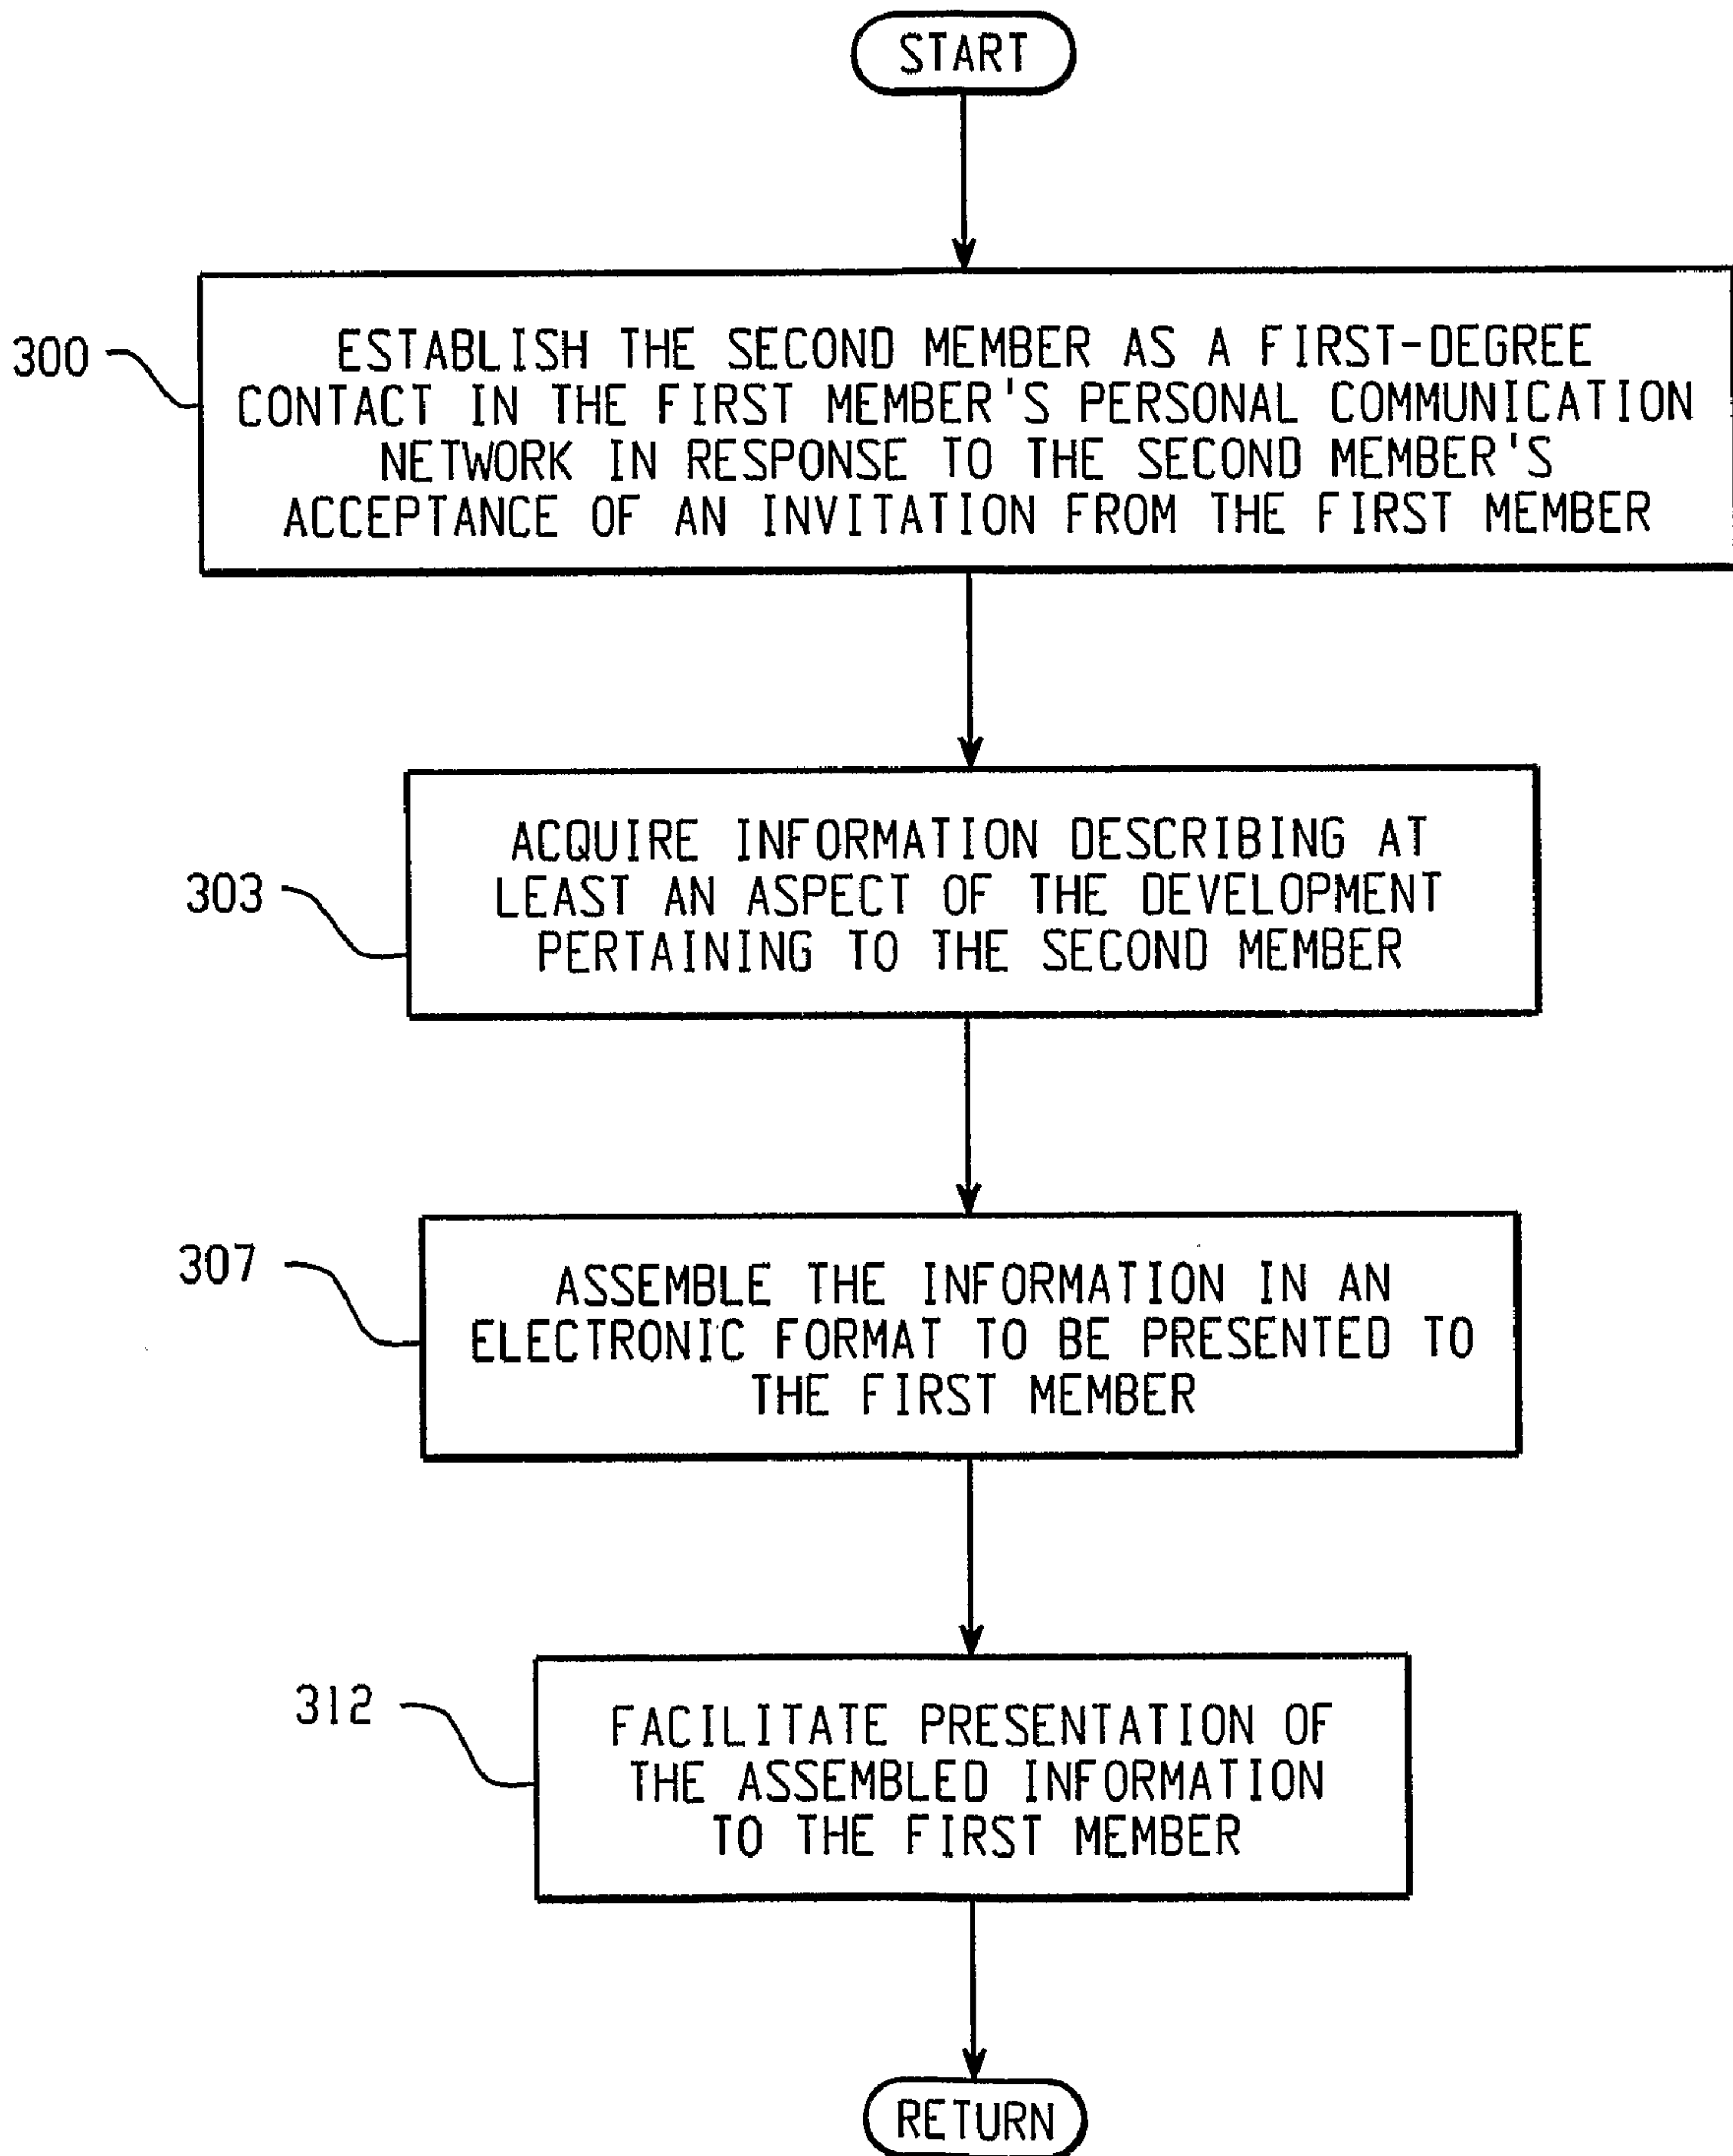 START
300
ESTABLISH THE SECOND MEMBER AS A FIRST-DEGREE
CONTACT IN THE FIRST MEMBER'S PERSONAL COMMUNICATION
NETWORK IN RESPONSE TO THE SECOND MEMBER'S
ACCEPTANCE OF AN INVITATION FROM THE FIRST MEMBER
303
ACQUIRE INFORMATION DESCRIBING AT
LEAST AN ASPECT OF THE DEVELOPMENT
PERTAINING TO THE SECOND MEMBER
307
ASSEMBLE THE INFORMATION IN AN
ELECTRONIC FORMAT TO BE PRESENTED TO
THE FIRST MEMBER
312
FACILITATE PRESENTATION OF
THE ASSEMBLED INFORMATION
TO THE FIRST MEMBER
RETURN